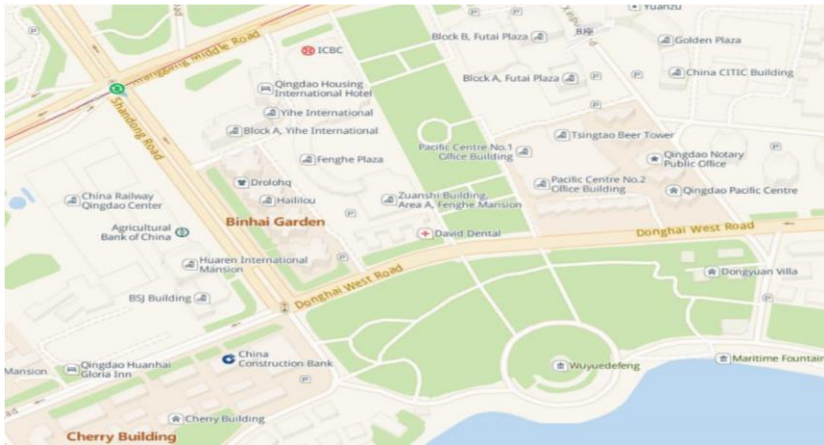 Yuanzu
Block B, Futai Plaza
Golden Plaza
ICBC
Block A, Futai Plaza
China CITIC Building
Qingdao Housing
International Hotel
Yihe International
Block A, Yihe International
Tsingtao Beer Tower
Shandong Road
Fenghe Plaza
Pacific Centre No.1
Office Building
Qingdao Notary
Public Office
Drolohq
Pacific Centre No.2
Office Building
Qingdao Pacific Centre
China Railway
Qingdao Center
Haililou
Zuanshi Building,
Area A, Fenghe Mansion
Binhai Garden
Agricultural
Bank of China
David Dental
Donghai West Road
Huaren International
Mansion
Donghai West Road
Dongyuan Villa
BSJ Building
China
Construction Bank
Mansion
Qingdao Huanhai
Gloria Inn
Wuyuedefeng
Maritime Fountain
Cherry Building
Cherry Building